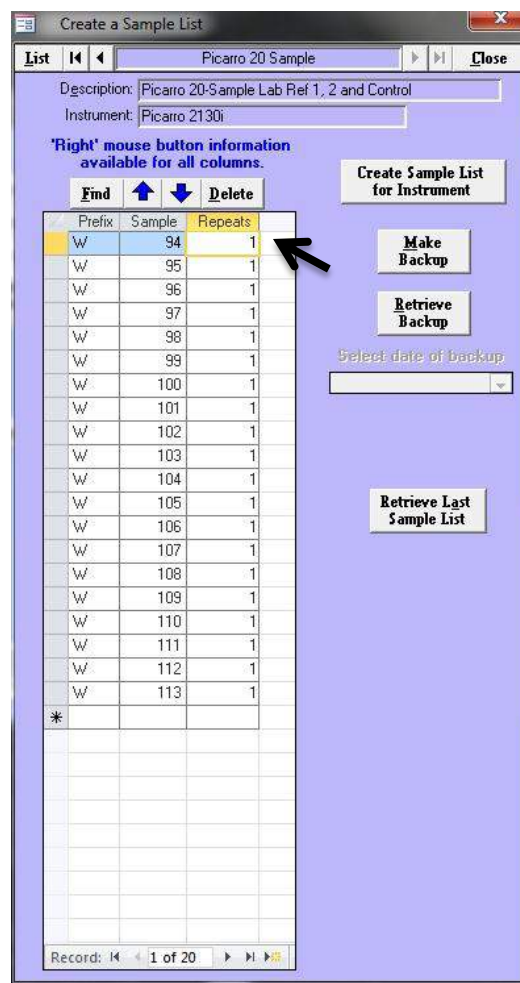 Create a Sample List
List Picarro 20 Sample Close
Description: Picarro 20-Sample Lab Ref 1, 2 and Control
Instrument: Picarro 2130i
'Right' mouse button information
available for all columns.
Find Delete
Create Sample List
for Instrument
Make
Backup
Retrieve
Backup
Select date of backup
Retrieve Last
Sample List
Prefix Sample Repeats
W 94 1
W 95 1
W 96 1
W 97 1
W 98 1
W 99 1
W 100 1
W 101 1
W 102 1
W 103 1
W 104 1
W 105 1
W 106 1
W 107 1
W 108 1
W 109 1
W 110 1
W 111 1
W 112 1
W 113 1
*
Record: 1 of 20